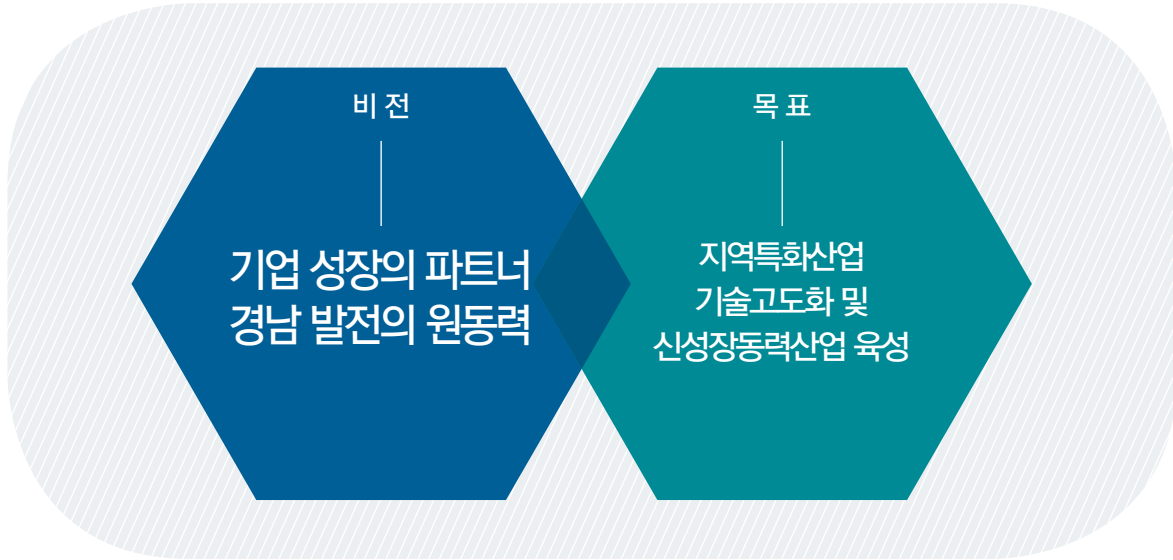 비 전
기업 성장의 파트너
경남 발전의 원동력
목 표
지역특화산업
기술고도화 및
신성장동력산업 육성